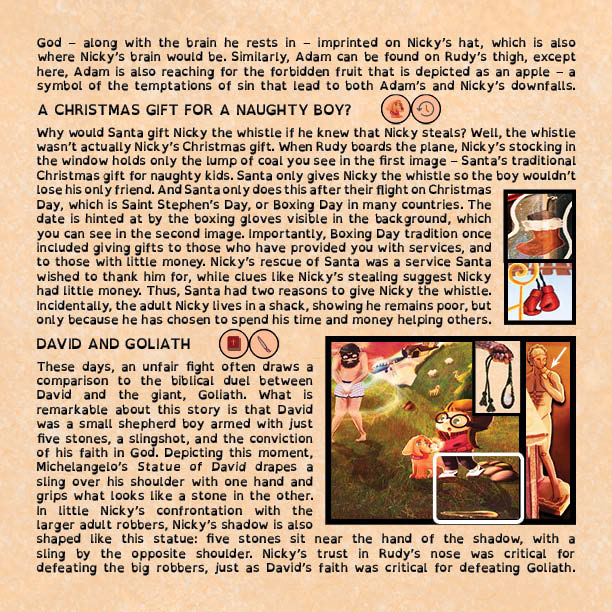 God – along with the brain he rests in – imprinted on Nicky's hat, which is also
where Nicky's brain would be. Similarly, Adam can be found on Rudy's thigh, except
here, Adam is also reaching for the forbidden fruit that is depicted as an apple – a
symbol of the temptations of sin that lead to both Adam's and Nicky's downfalls.
A CHRISTMAS GIFT FOR A NAUGHTY BOY?
Why would Santa gift Nicky the whistle if he knew that Nicky steals? Well, the whistle
wasn't actually Nicky's Christmas gift. When Rudy boards the plane, Nicky's stocking in
the window holds only the lump of coal you see in the first image – Santa's traditional
Christmas gift for naughty kids. Santa only gives Nicky the whistle so the boy wouldn't
lose his only friend. And Santa only does this after their flight on Christmas
Day, which is Saint Stephen's Day, or Boxing Day in many countries. The
date is hinted at by the boxing gloves visible in the background, which
you can see in the second image. Importantly, Boxing Day tradition once
included giving gifts to those who have provided you with services, and
to those with little money. Nicky's rescue of Santa was a service Santa
wished to thank him for, while clues like Nicky's stealing suggest Nicky
had little money. Thus, Santa had two reasons to give Nicky the whistle.
Incidentally, the adult Nicky lives in a shack, showing he remains poor, but
only because he has chosen to spend his time and money helping others.
DAVID AND GOLIATH
These days, an unfair fight often draws a
comparison to the biblical duel between
David and the giant, Goliath. What is
remarkable about this story is that David
was a small shepherd boy armed with just
five stones, a slingshot, and the conviction
of his faith in God. Depicting this moment,
Michelangelo's Statue of David drapes a
sling over his shoulder with one hand and
grips what looks like a stone in the other.
In little Nicky's confrontation with the
larger adult robbers, Nicky's shadow is also
shaped like this statue: five stones sit near the hand of the shadow, with a
sling by the opposite shoulder. Nicky's trust in Rudy's nose was critical for
defeating the big robbers, just as David's faith was critical for defeating Goliath.